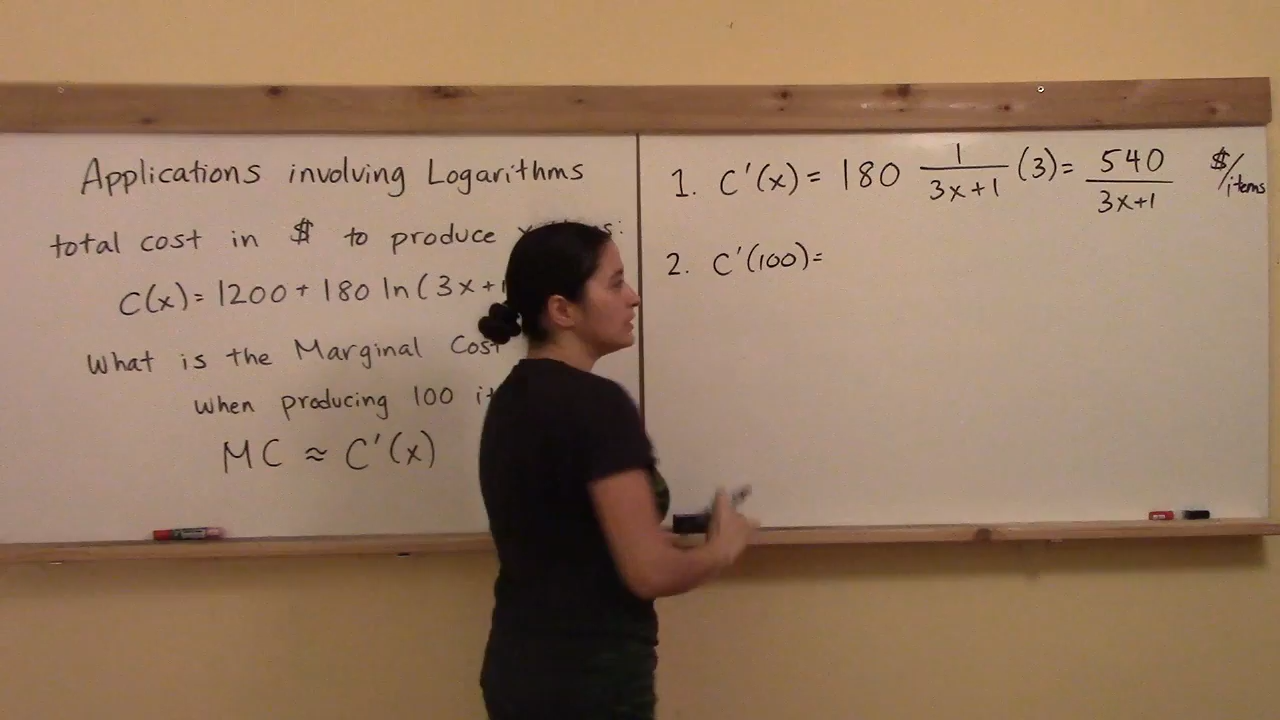 Applications involving Logarithms
total cost in $ to produce
C(x) = 1200 + 180 ln(3x+1
What is the Marginal Cost
when producing 100
MC ≈ C'(x)
1. C'(x) = 180 1/(3x+1) (3) = 540/(3x+1) $/items
2. C'(100) =